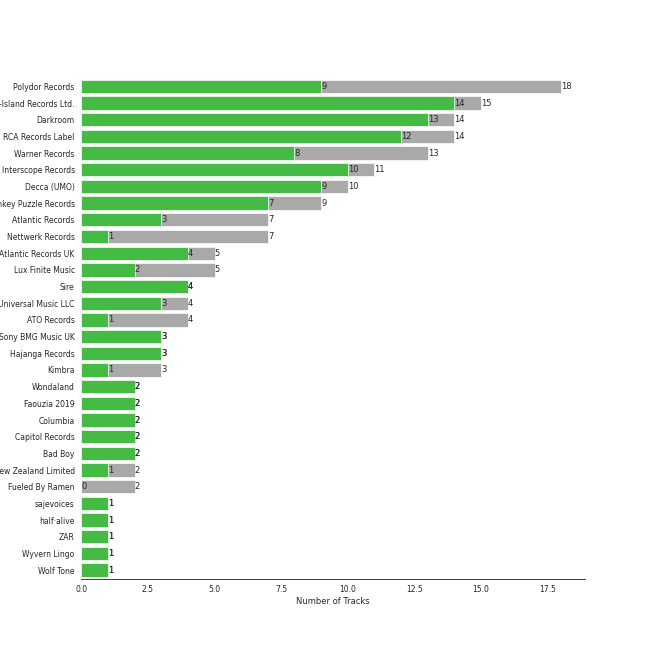 Polydor Records 9 18
-Island Records Ltd. 14 15
Darkroom 13 14
RCA Records Label 12 14
Warner Records 8 13
Interscope Records 10 11
Decca (UMO) 9 10
nkey Puzzle Records 7 9
Atlantic Records 3 7
Nettwerk Records 1 7
Atlantic Records UK 4 5
Lux Finite Music 2 5
Sire 4
Universal Music LLC 3 4
ATO Records 1 4
Sony BMG Music UK 3
Hajanga Records 3
Kimbra 1 3
Wondaland 2
Faouzia 2019 2
Columbia 2
Capitol Records 2
Bad Boy 2
ew Zealand Limited 1 2
Fueled By Ramen 0 2
sajevoices 1
half·alive 1
ZAR 1
Wyvern Lingo 1
Wolf Tone 1
0.0 2.5 5.0 7.5 10.0 12.5 15.0 17.5
Number of Tracks